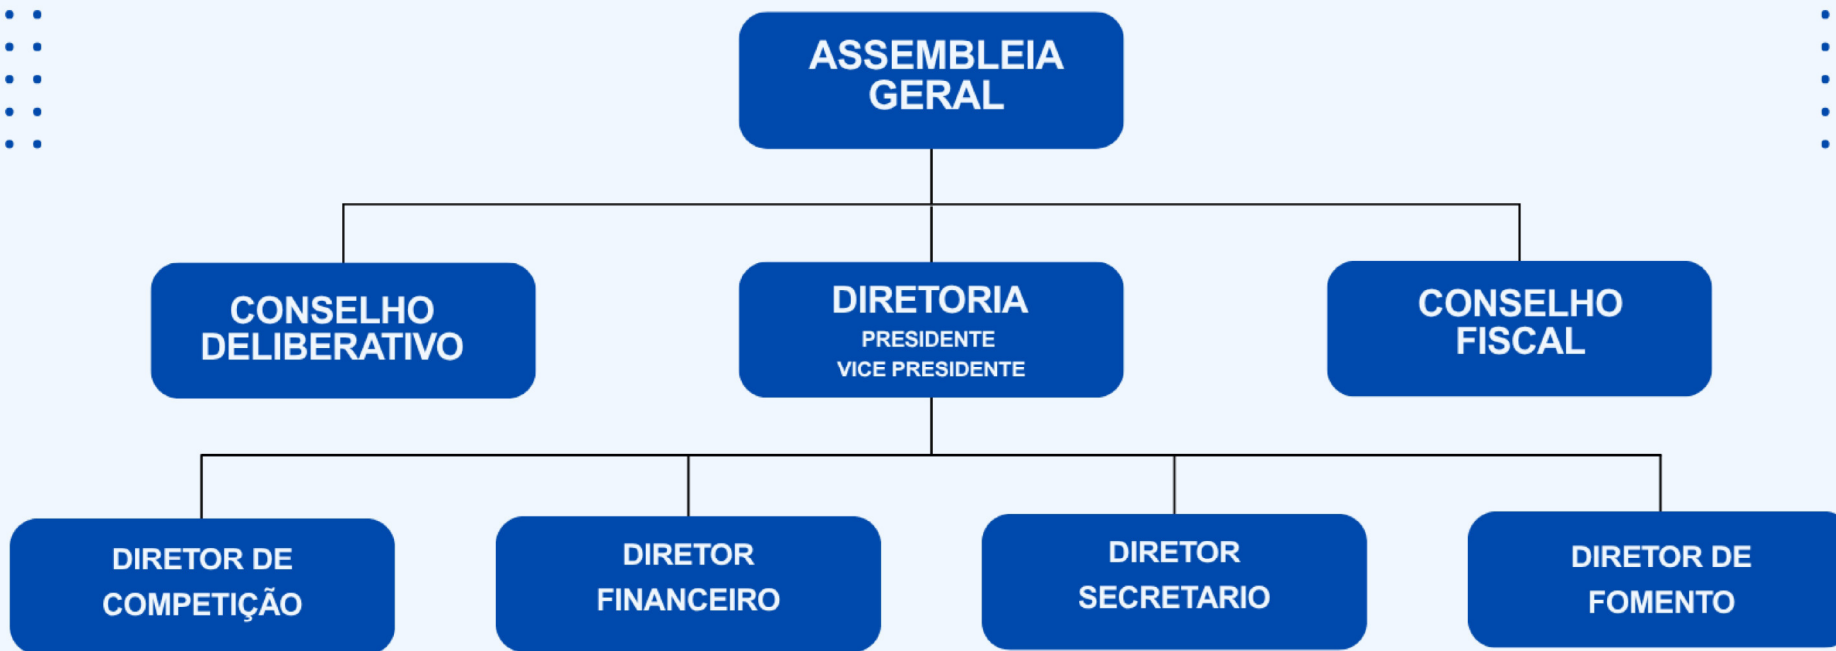 ASSEMBLEIA
GERAL
CONSELHO
DELIBERATIVO
DIRETORIA
PRESIDENTE
VICE PRESIDENTE
CONSELHO
FISCAL
DIRETOR DE
COMPETIÇÃO
DIRETOR
FINANCEIRO
DIRETOR
SECRETARIO
DIRETOR DE
FOMENTO